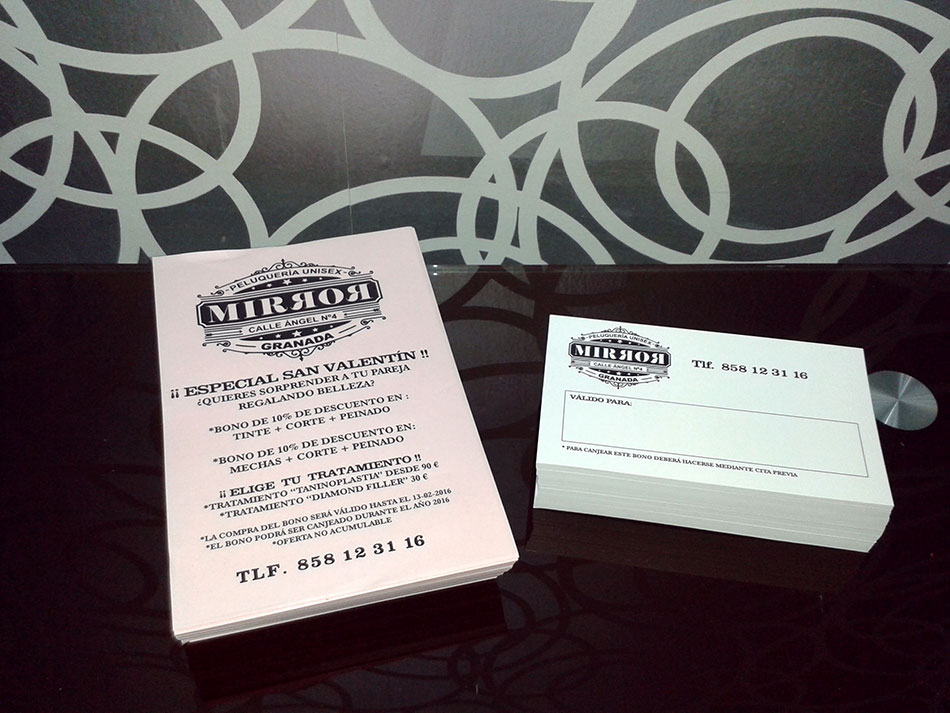 PELUQUERÍA UNISEX
MIRROR
CALLE ÁNGEL Nº4
GRANADA
¡¡ ESPECIAL SAN VALENTÍN !!
¿QUIERES SORPRENDER A TU PAREJA
REGALANDO BELLEZA?
*BONO DE 10% DE DESCUENTO EN :
TINTE + CORTE + PEINADO
*BONO DE 10% DE DESCUENTO EN:
MECHAS + CORTE + PEINADO
¡¡ ELIGE TU TRATAMIENTO !!
*TRATAMIENTO "TANINOPLASTIA" DESDE 90 €
*TRATAMIENTO "DIAMOND FILLER" 30 €
*LA COMPRA DEL BONO SERÁ VÁLIDO HASTA EL 13-02-2016
*EL BONO PODRÁ SER CANJEADO DURANTE EL AÑO 2016
*OFERTA NO ACUMULABLE
TLF. 858 12 31 16
PELUQUERÍA UNISEX
MIRROR
CALLE ÁNGEL Nº4
GRANADA
Tlf. 858 12 31 16
VÁLIDO PARA:
* PARA CANJEAR ESTE BONO DEBERÁ HACERSE MEDIANTE CITA PREVIA